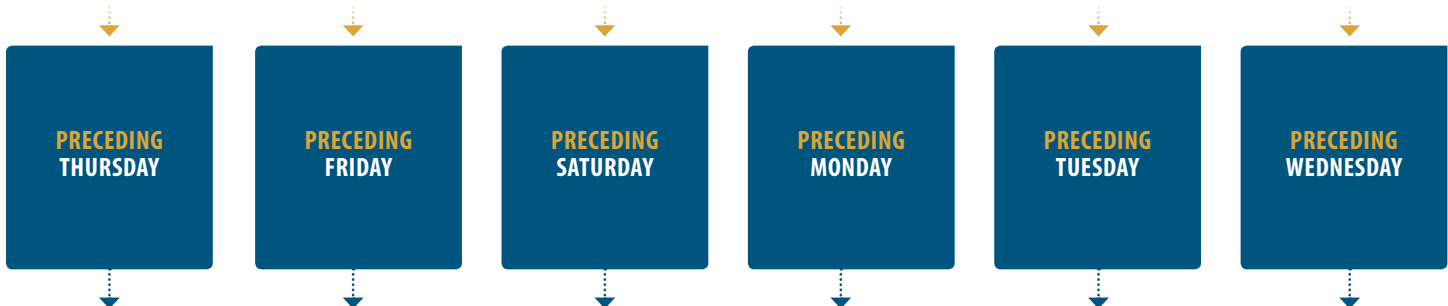 PRECEDING
THURSDAY
PRECEDING
FRIDAY
PRECEDING
SATURDAY
PRECEDING
MONDAY
PRECEDING
TUESDAY
PRECEDING
WEDNESDAY